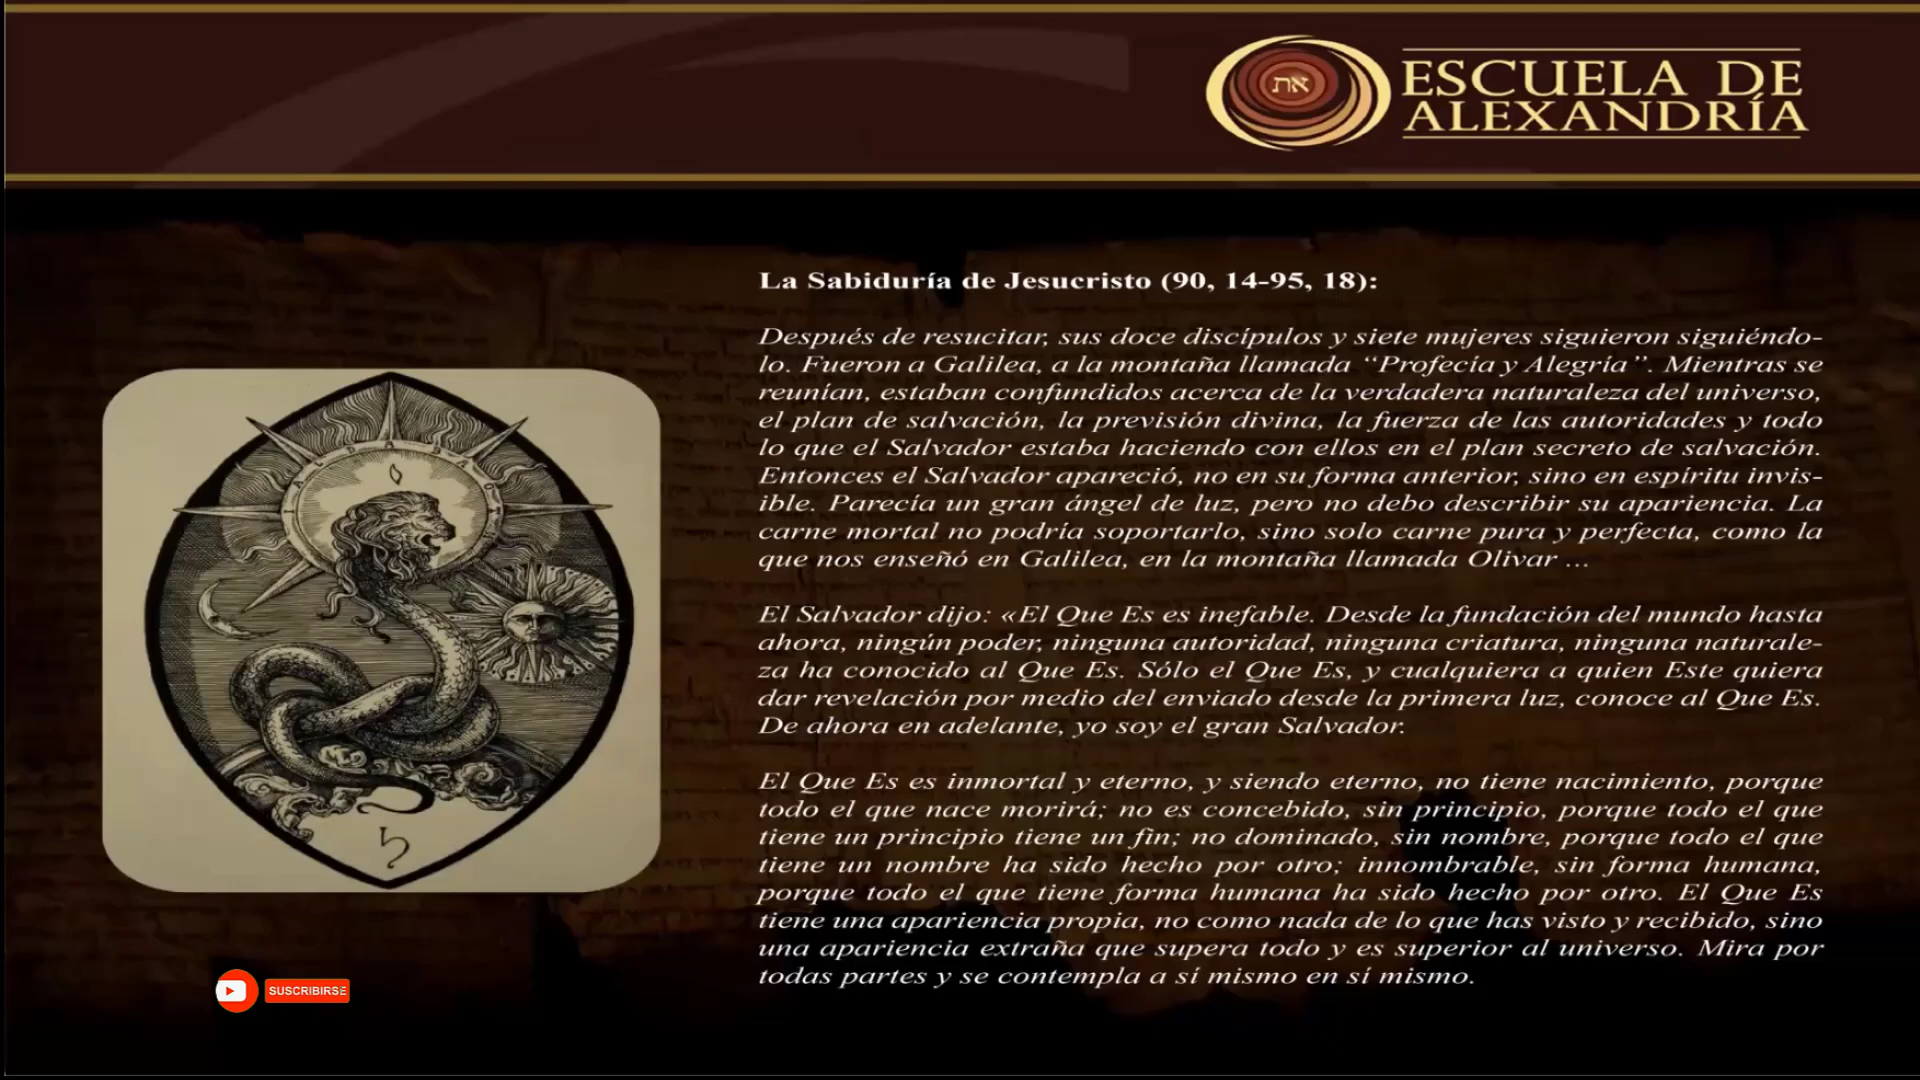 את
ESCUELA DE
ALEXANDRÍA
La Sabiduría de Jesucristo (90, 14-95, 18):
Después de resucitar, sus doce discípulos y siete mujeres siguieron siguiéndo-
lo. Fueron a Galilea, a la montaña llamada “Profecía y Alegría”. Mientras se
reunían, estaban confundidos acerca de la verdadera naturaleza del universo,
el plan de salvación, la previsión divina, la fuerza de las autoridades y todo
lo que el Salvador estaba haciendo con ellos en el plan secreto de salvación.
Entonces el Salvador apareció, no en su forma anterior, sino en espíritu invis-
ible. Parecía un gran ángel de luz, pero no debo describir su apariencia. La
carne mortal no podría soportarlo, sino solo carne pura y perfecta, como la
que nos enseñó en Galilea, en la montaña llamada Olivar ...
El Salvador dijo: «El Que Es es inefable. Desde la fundación del mundo hasta
ahora, ningún poder, ninguna autoridad, ninguna criatura, ninguna naturale-
za ha conocido al Que Es. Sólo el Que Es, y cualquiera a quien Este quiera
dar revelación por medio del enviado desde la primera luz, conoce al Que Es.
De ahora en adelante, yo soy el gran Salvador.
El Que Es es inmortal y eterno, y siendo eterno, no tiene nacimiento, porque
todo el que nace morirá; no es concebido, sin principio, porque todo el que
tiene un principio tiene un fin; no dominado, sin nombre, porque todo el que
tiene un nombre ha sido hecho por otro; innombrable, sin forma humana,
porque todo el que tiene forma humana ha sido hecho por otro. El Que Es
tiene una apariencia propia, no como nada de lo que has visto y recibido, sino
una apariencia extraña que supera todo y es superior al universo. Mira por
todas partes y se contempla a sí mismo en sí mismo.
SUSCRIBIRSE